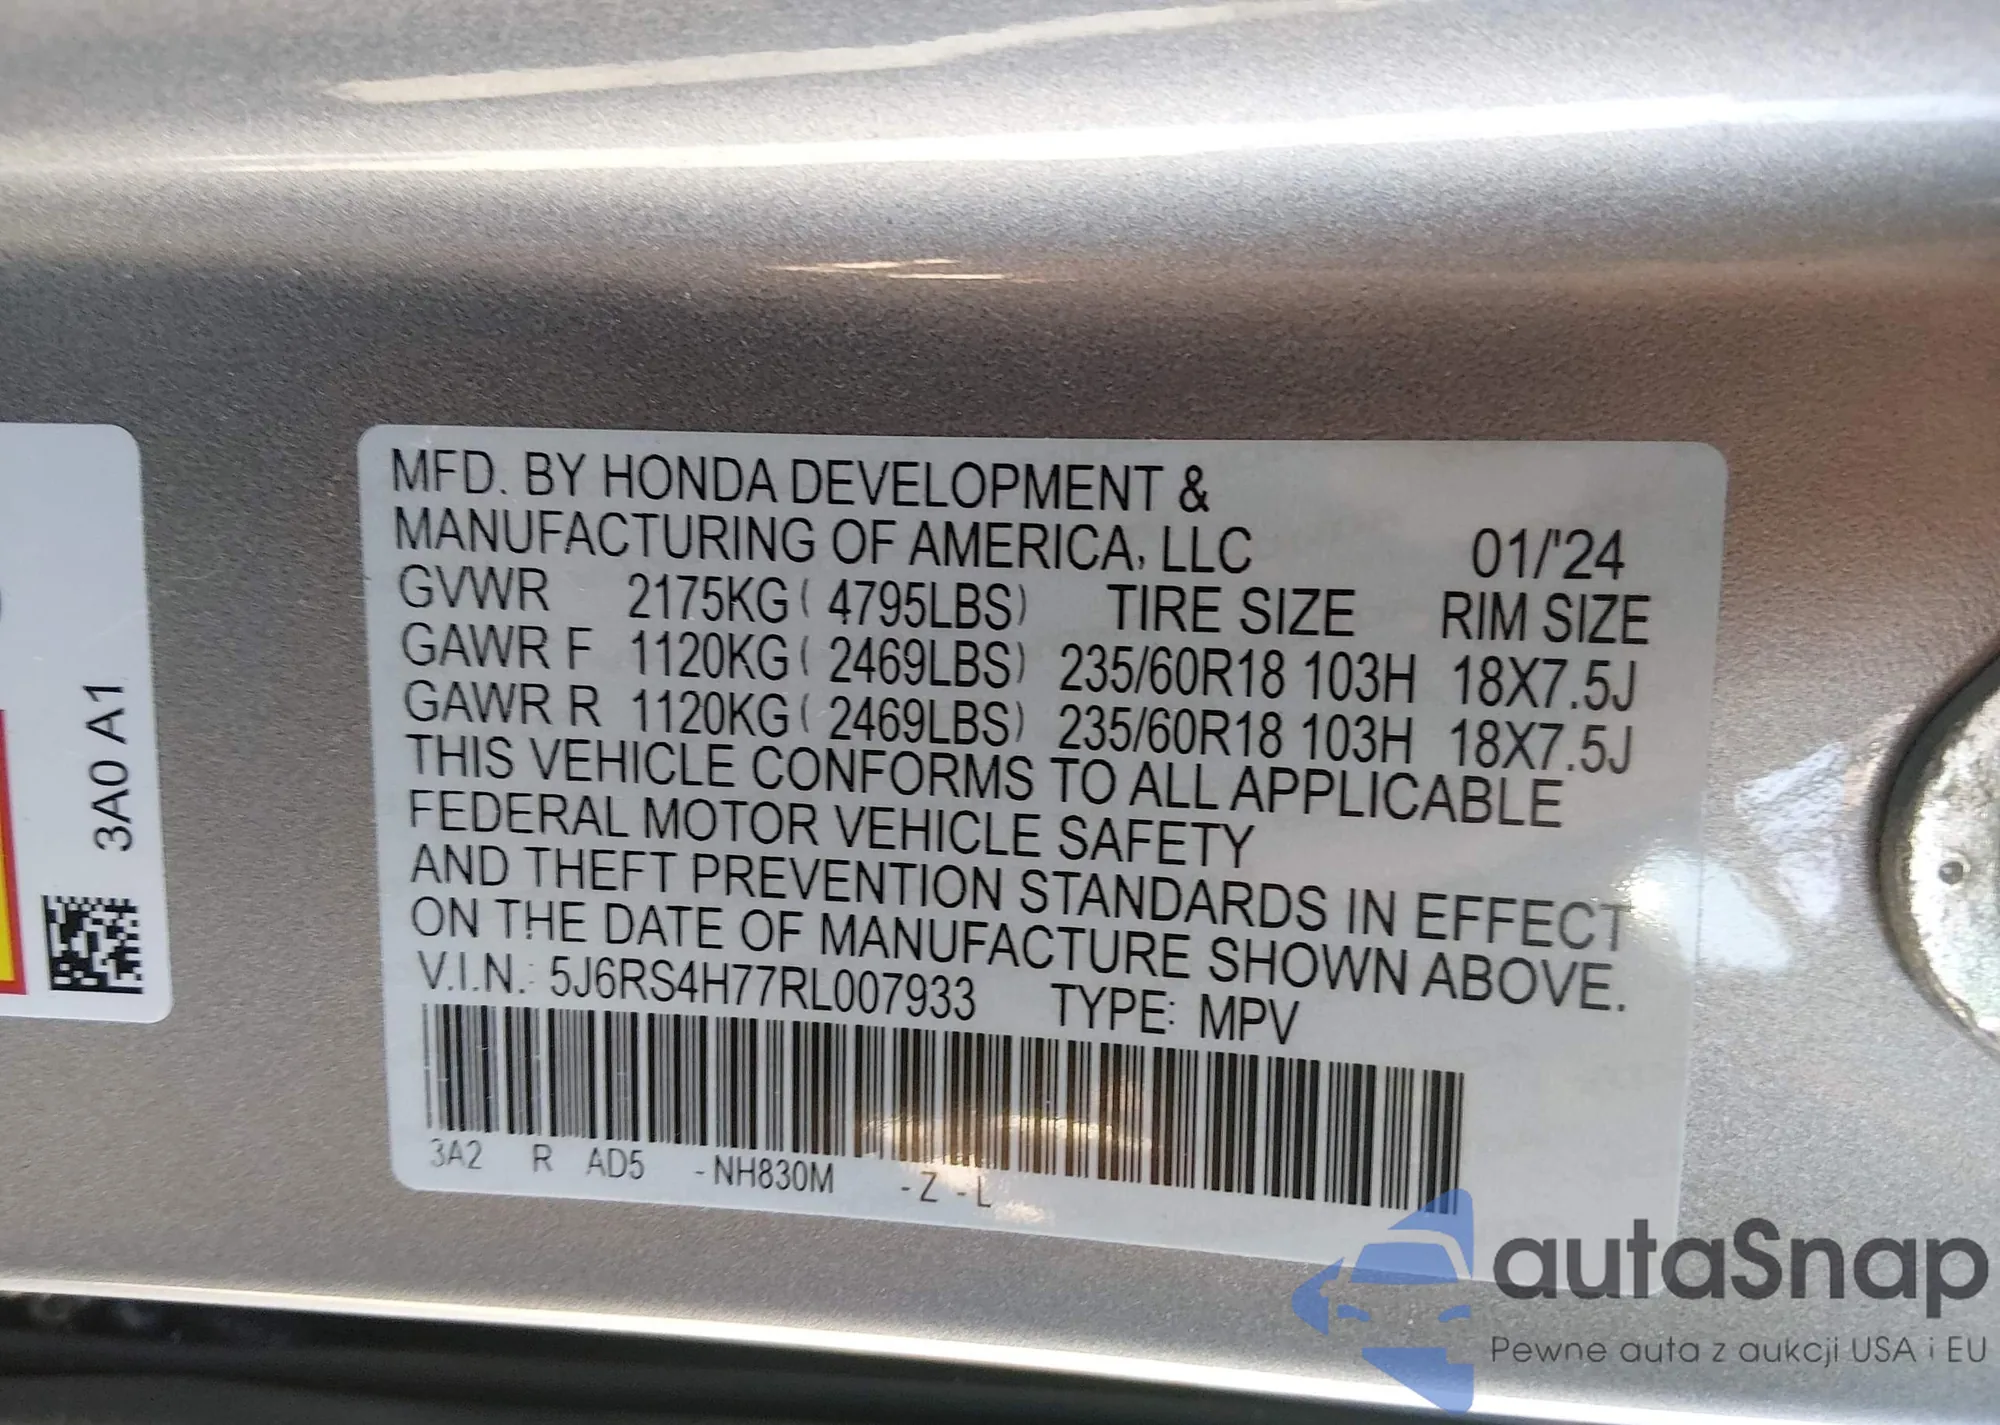 MFD. BY HONDA DEVELOPMENT &
MANUFACTURING OF AMERICA, LLC 01/'24
GVWR 2175KG ( 4795LBS) TIRE SIZE RIM SIZE
GAWR F 1120KG ( 2469LBS) 235/60R18 103H 18X7.5J
GAWR R 1120KG ( 2469LBS) 235/60R18 103H 18X7.5J
THIS VEHICLE CONFORMS TO ALL APPLICABLE
FEDERAL MOTOR VEHICLE SAFETY
AND THEFT PREVENTION STANDARDS IN EFFECT
ON THE DATE OF MANUFACTURE SHOWN ABOVE.
V.I.N.: 5J6RS4H77RL007933 TYPE: MPV
3A2 R AD5 -NH830M -Z -L
3A0 A1
autaSnap
Pewne auta z aukcji USA i EU